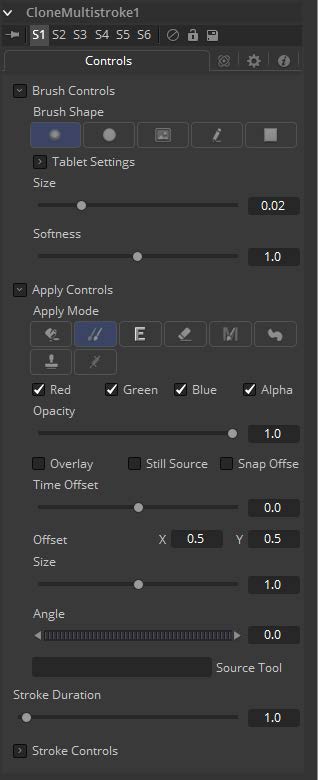 CloneMultistroke1
S1 S2 S3 S4 S5 S6
Controls
Brush Controls
Brush Shape
Tablet Settings
Size
0.02
Softness
1.0
Apply Controls
Apply Mode
E M
Red Green Blue Alpha
Opacity
1.0
Overlay Still Source Snap Offse
Time Offset
0.0
Offset X 0.5 Y 0.5
Size
1.0
Angle
0.0
Source Tool
Stroke Duration
1.0
Stroke Controls